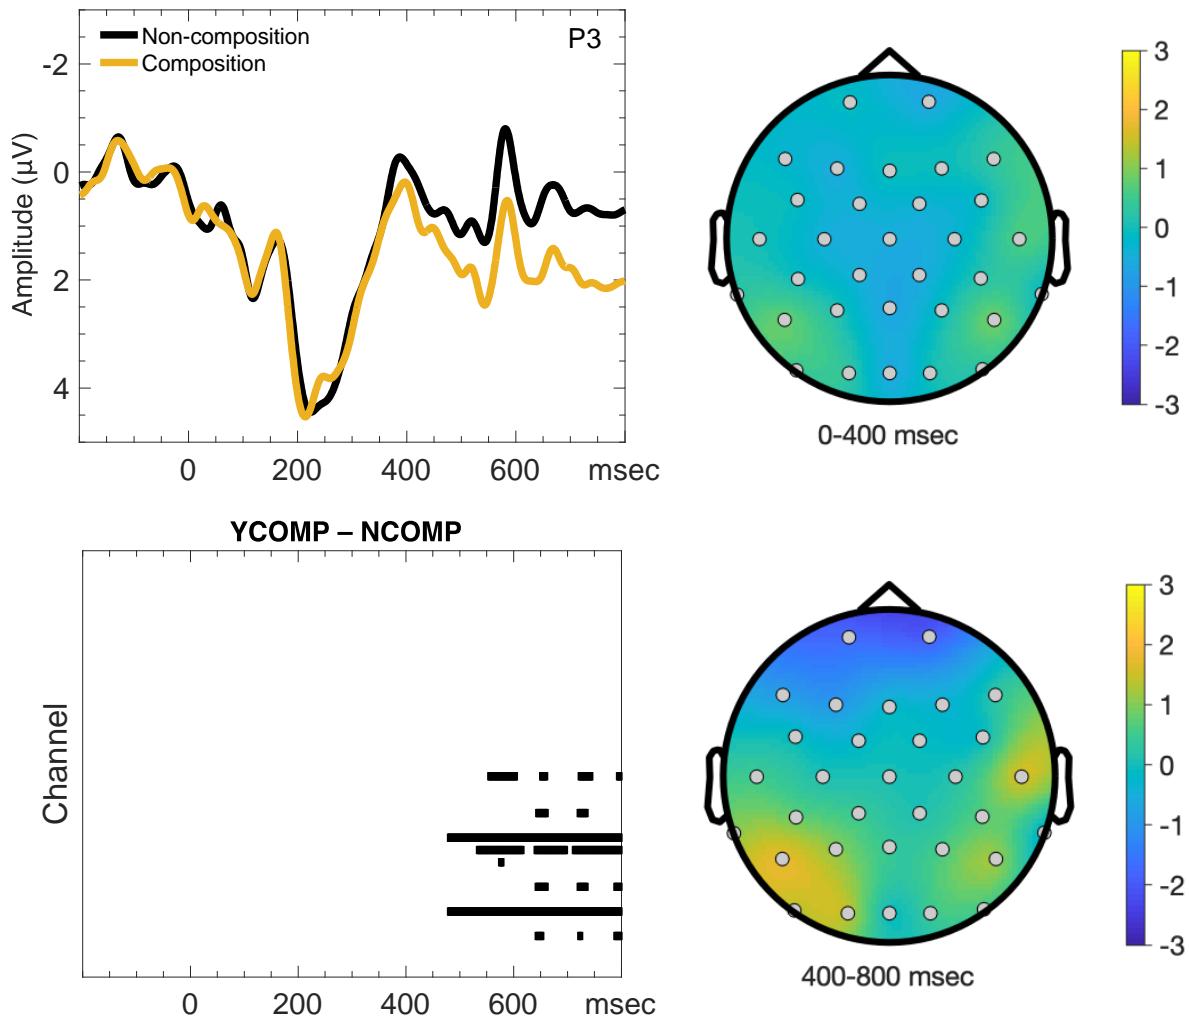 Non-composition
Composition
P3
Amplitude (µV)
-2
0
2
4
0 200 400 600 msec
3
2
1
0
-1
-2
-3
0-400 msec
YCOMP – NCOMP
Channel
0 200 400 600 msec
3
2
1
0
-1
-2
-3
400-800 msec